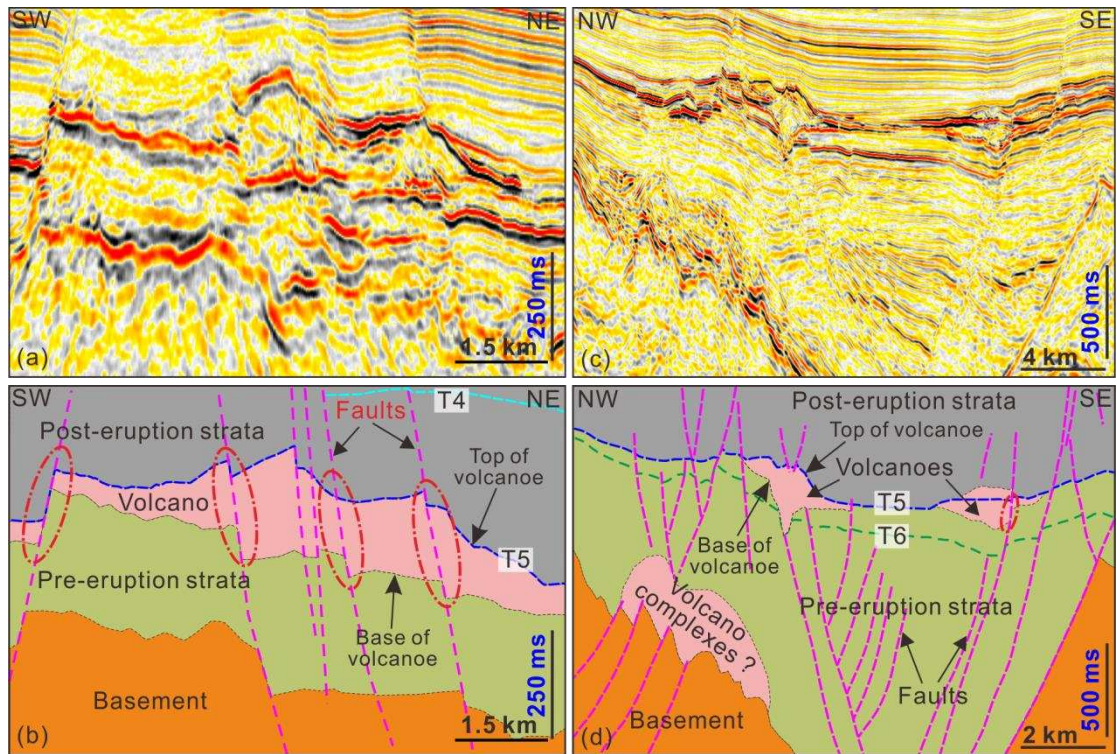 SW
NE
250 ms
1.5 km
(a)
NW
SE
500 ms
4 km
(c)
SW
NE
T4
Faults
Post-eruption strata
Top of
volcanoe
Volcano
T5
Pre-eruption strata
Base of
volcanoe
Basement
250 ms
1.5 km
(b)
NW
SE
Post-eruption strata
Top of volcanoe
Volcanoes
T5
T6
Base of
volcanoe
Volcano
complexes ?
Pre-eruption strata
Faults
Basement
500 ms
2 km
(d)